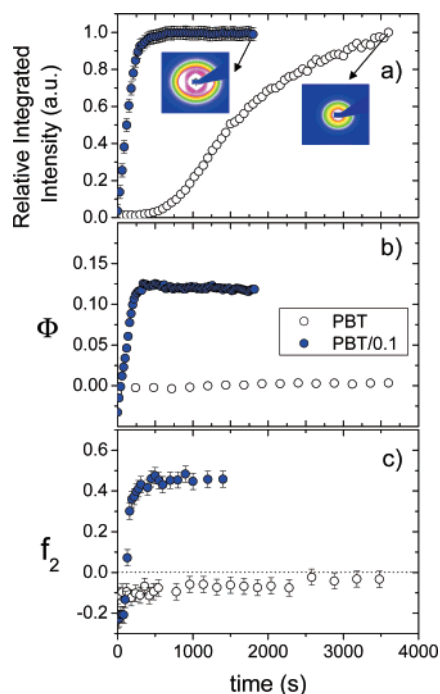 Relative Integrated
Intensity (a.u.)
1.0
0.8
0.6
0.4
0.2
0.0
a)
Φ
0.15
0.10
0.05
0.00
b)
PBT
PBT/0.1
f2
0.6
0.4
0.2
0.0
-0.2
c)
0 1000 2000 3000 4000
time (s)